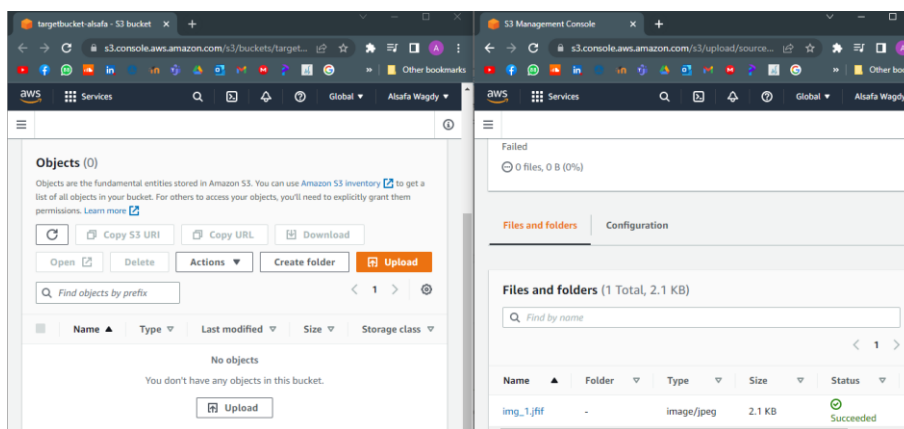 targetbucket-alsafa - S3 bucket
s3.console.aws.amazon.com/s3/buckets/target...
Other bookmarks
aws
Services
Global
Alsafa Wagdy
Objects (0)
Objects are the fundamental entities stored in Amazon S3. You can use Amazon S3 inventory to get a
list of all objects in your bucket. For others to access your objects, you'll need to explicitly grant them
permissions. Learn more
Copy S3 URI
Copy URL
Download
Open
Delete
Actions
Create folder
Upload
Find objects by prefix
1
Name
Type
Last modified
Size
Storage class
No objects
You don't have any objects in this bucket.
Upload
S3 Management Console
s3.console.aws.amazon.com/s3/upload/source...
Other boo
aws
Services
Global
Alsafa Wagdy
Failed
0 files, 0 B (0%)
Files and folders
Configuration
Files and folders (1 Total, 2.1 KB)
Find by name
1
Name
Folder
Type
Size
Status
img_1.jfif
-
image/jpeg
2.1 KB
Succeeded